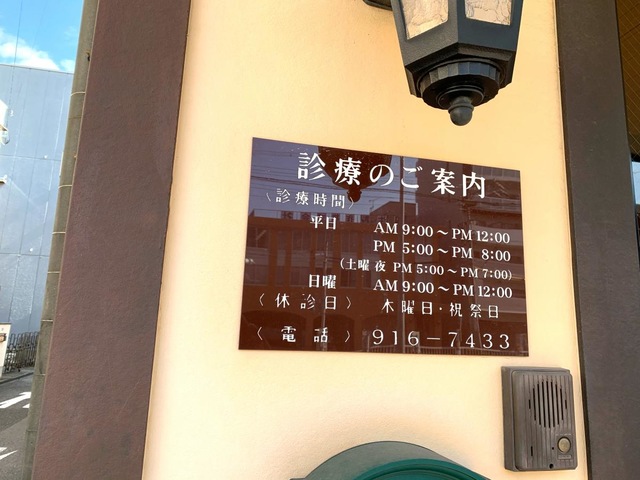 診療のご案内
〈診療時間〉
平日 AM 9:00～PM 12:00
PM 5:00～PM 8:00
(土曜 夜 PM 5:00～PM 7:00)
日曜 AM 9:00～PM 12:00
〈休診日〉 木曜日・祝祭日
〈電話〉 916－7433